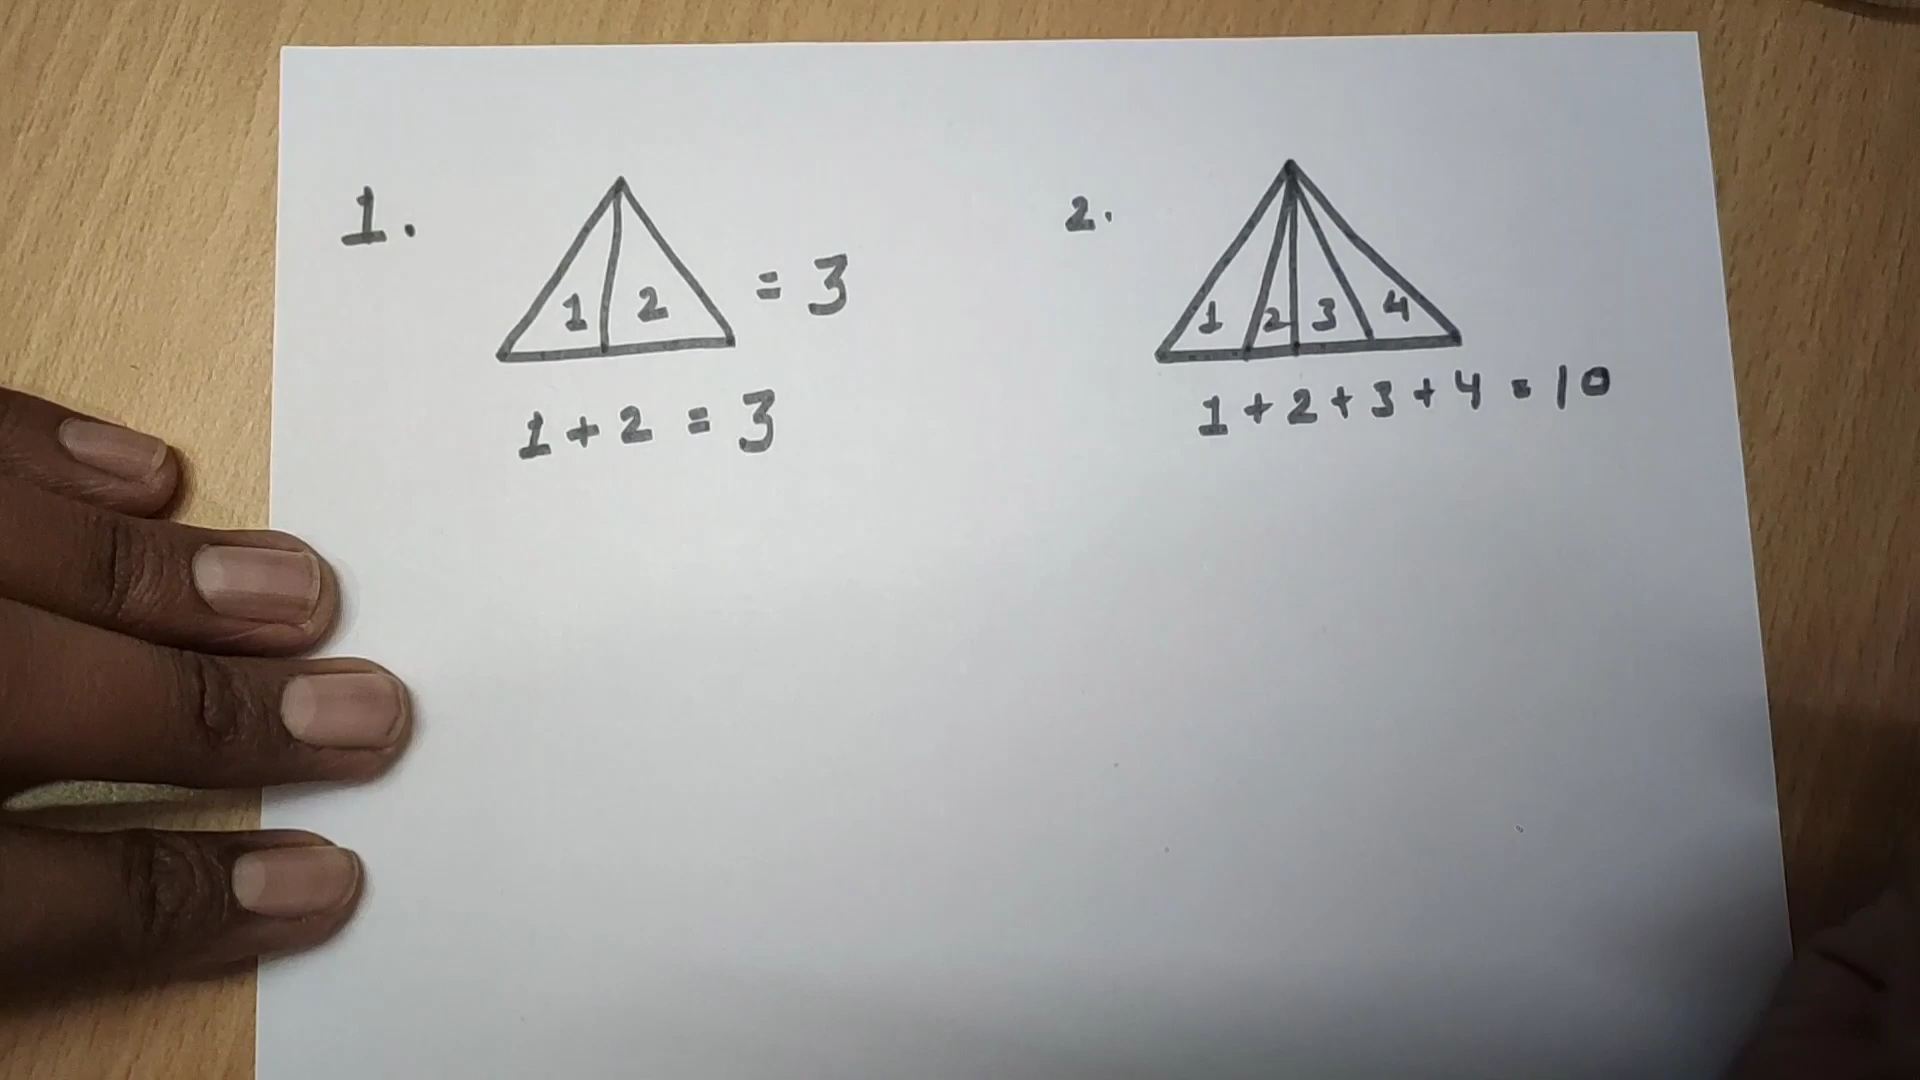 1.
1 2 = 3
1 + 2 = 3
2.
1 2 3 4
1 + 2 + 3 + 4 = 10